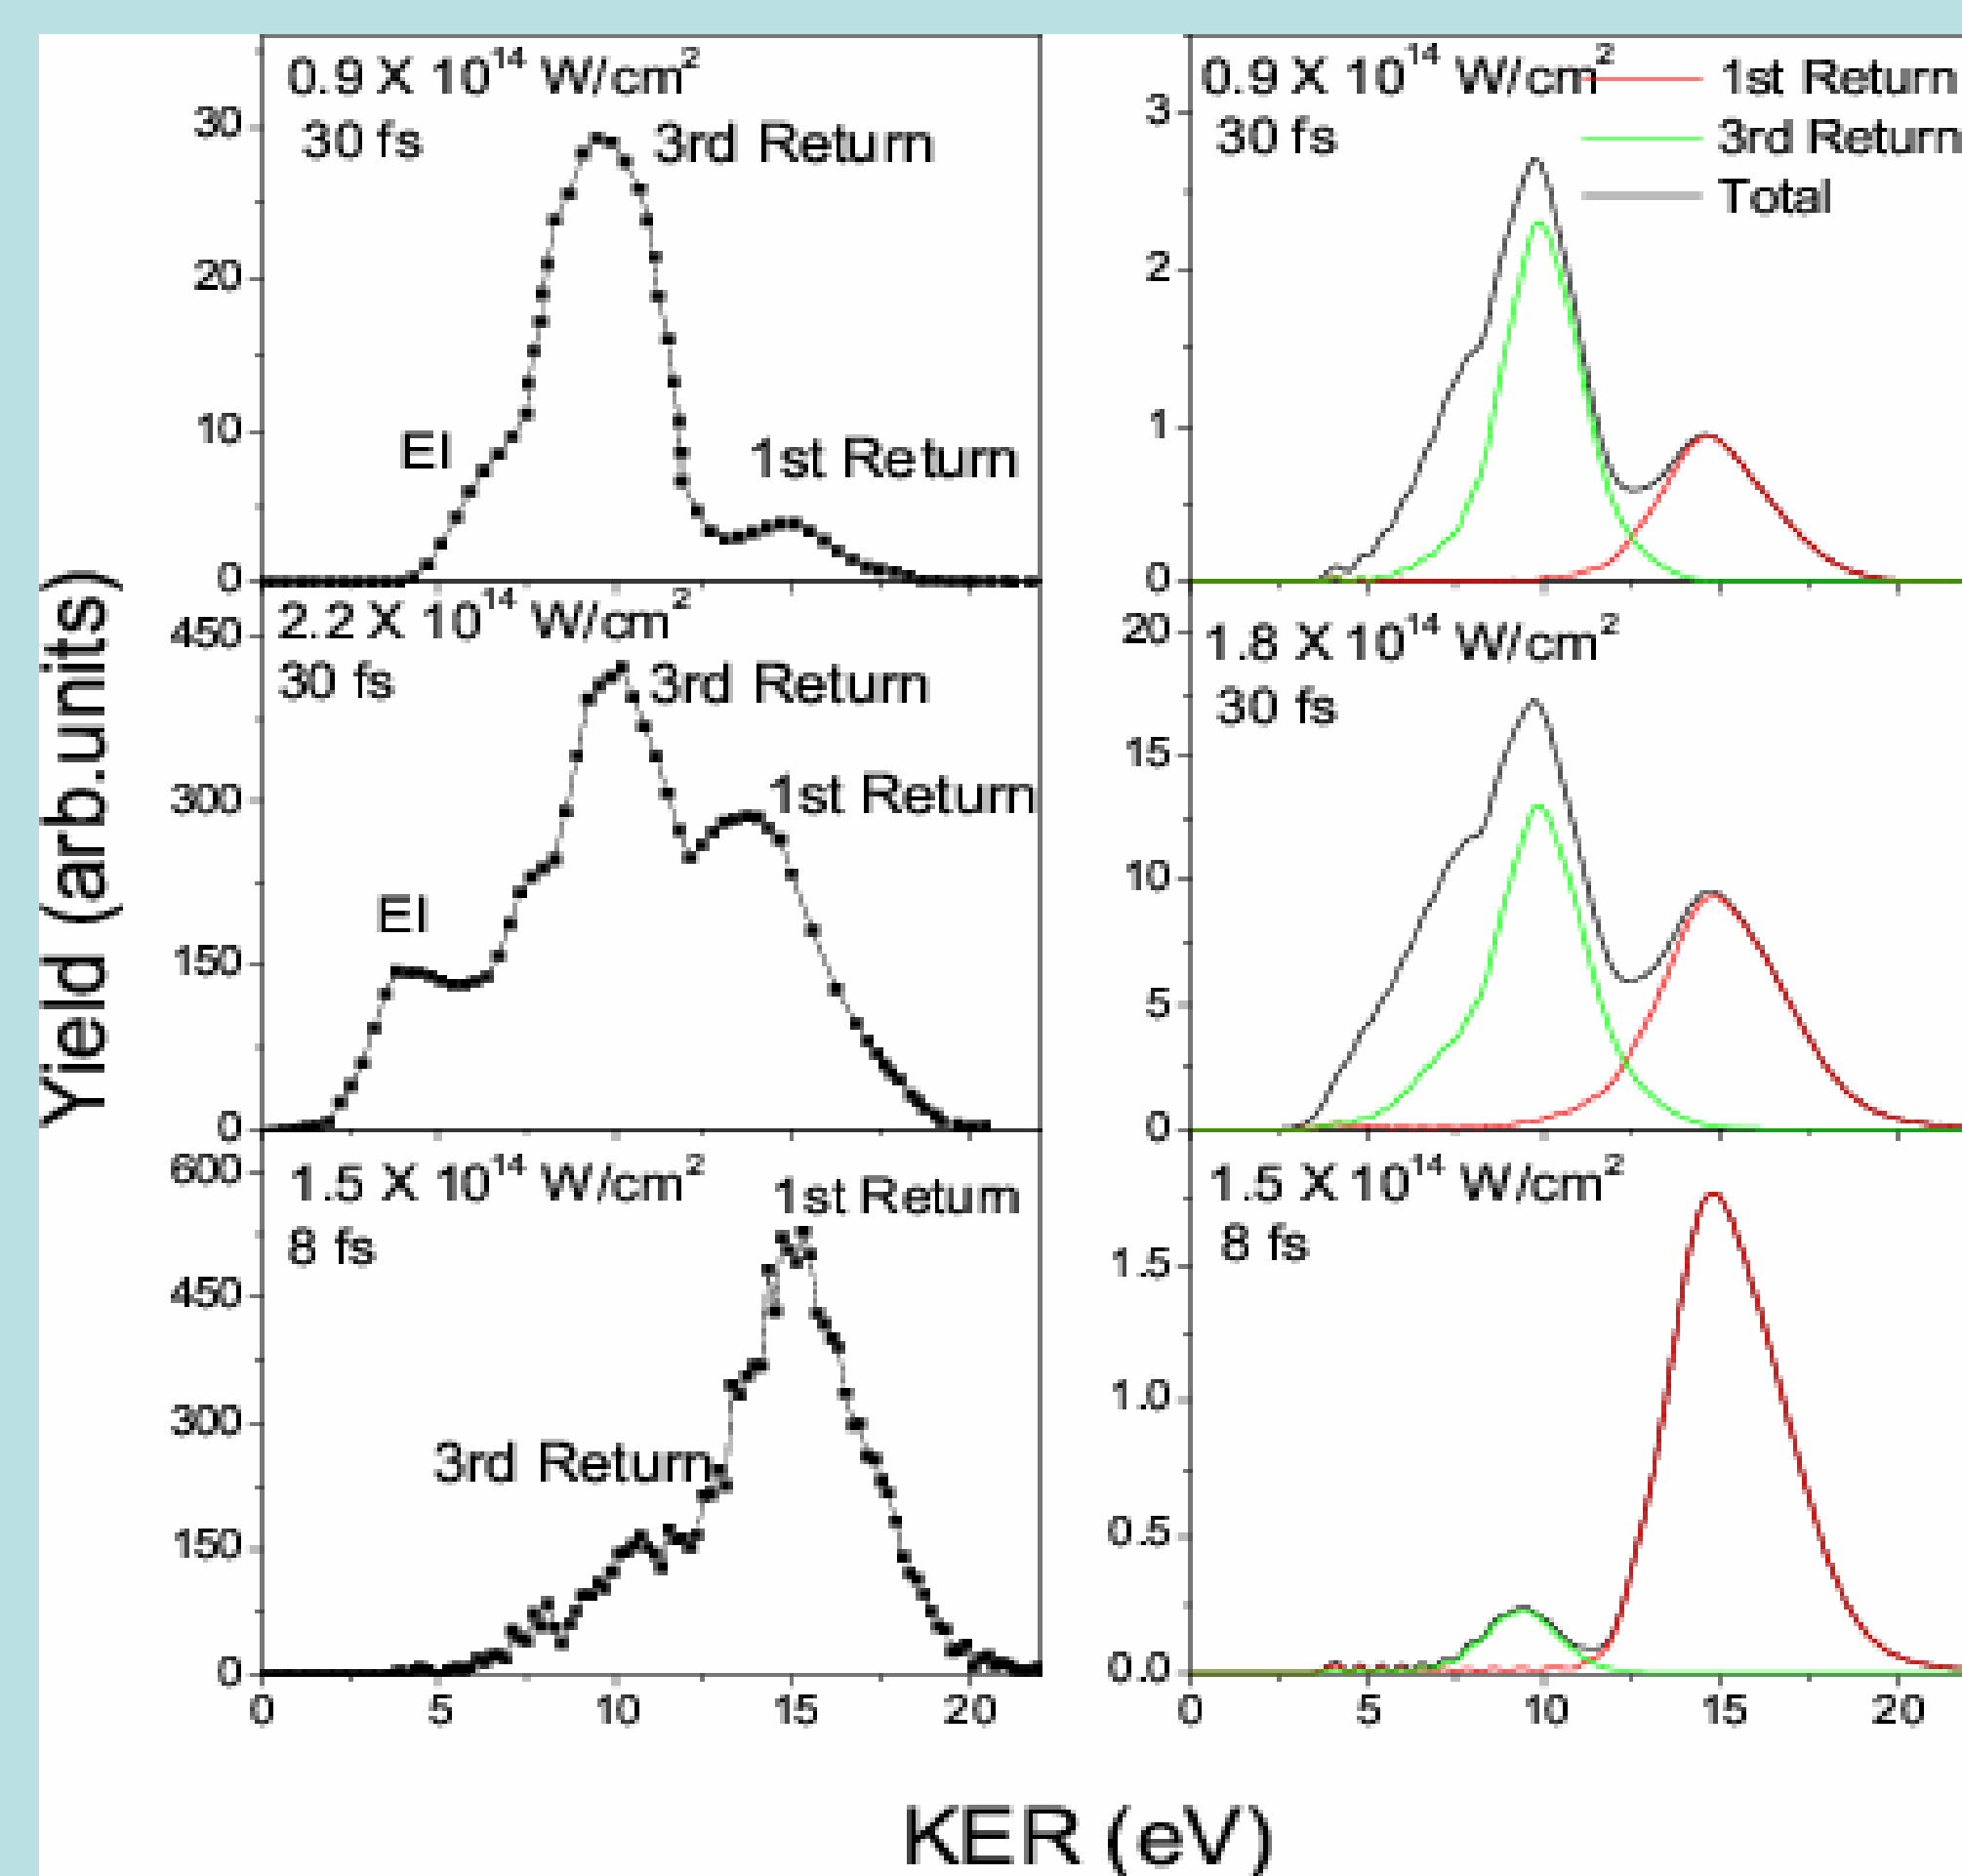 0.9 X 10¹⁴ W/cm²
30 fs
3rd Return
EI
1st Return
30
20
10
0
2.2 X 10¹⁴ W/cm²
30 fs
3rd Return
1st Return
EI
450
300
150
0
1.5 X 10¹⁴ W/cm²
8 fs
1st Return
3rd Return
600
450
300
150
0
0 5 10 15 20
Yield (arb.units)
0.9 X 10¹⁴ W/cm²
30 fs
1st Return
3rd Return
Total
3
2
1
0
1.8 X 10¹⁴ W/cm²
30 fs
20
15
10
5
0
1.5 X 10¹⁴ W/cm²
8 fs
1.5
1.0
0.5
0.0
0 5 10 15 20
KER (eV)